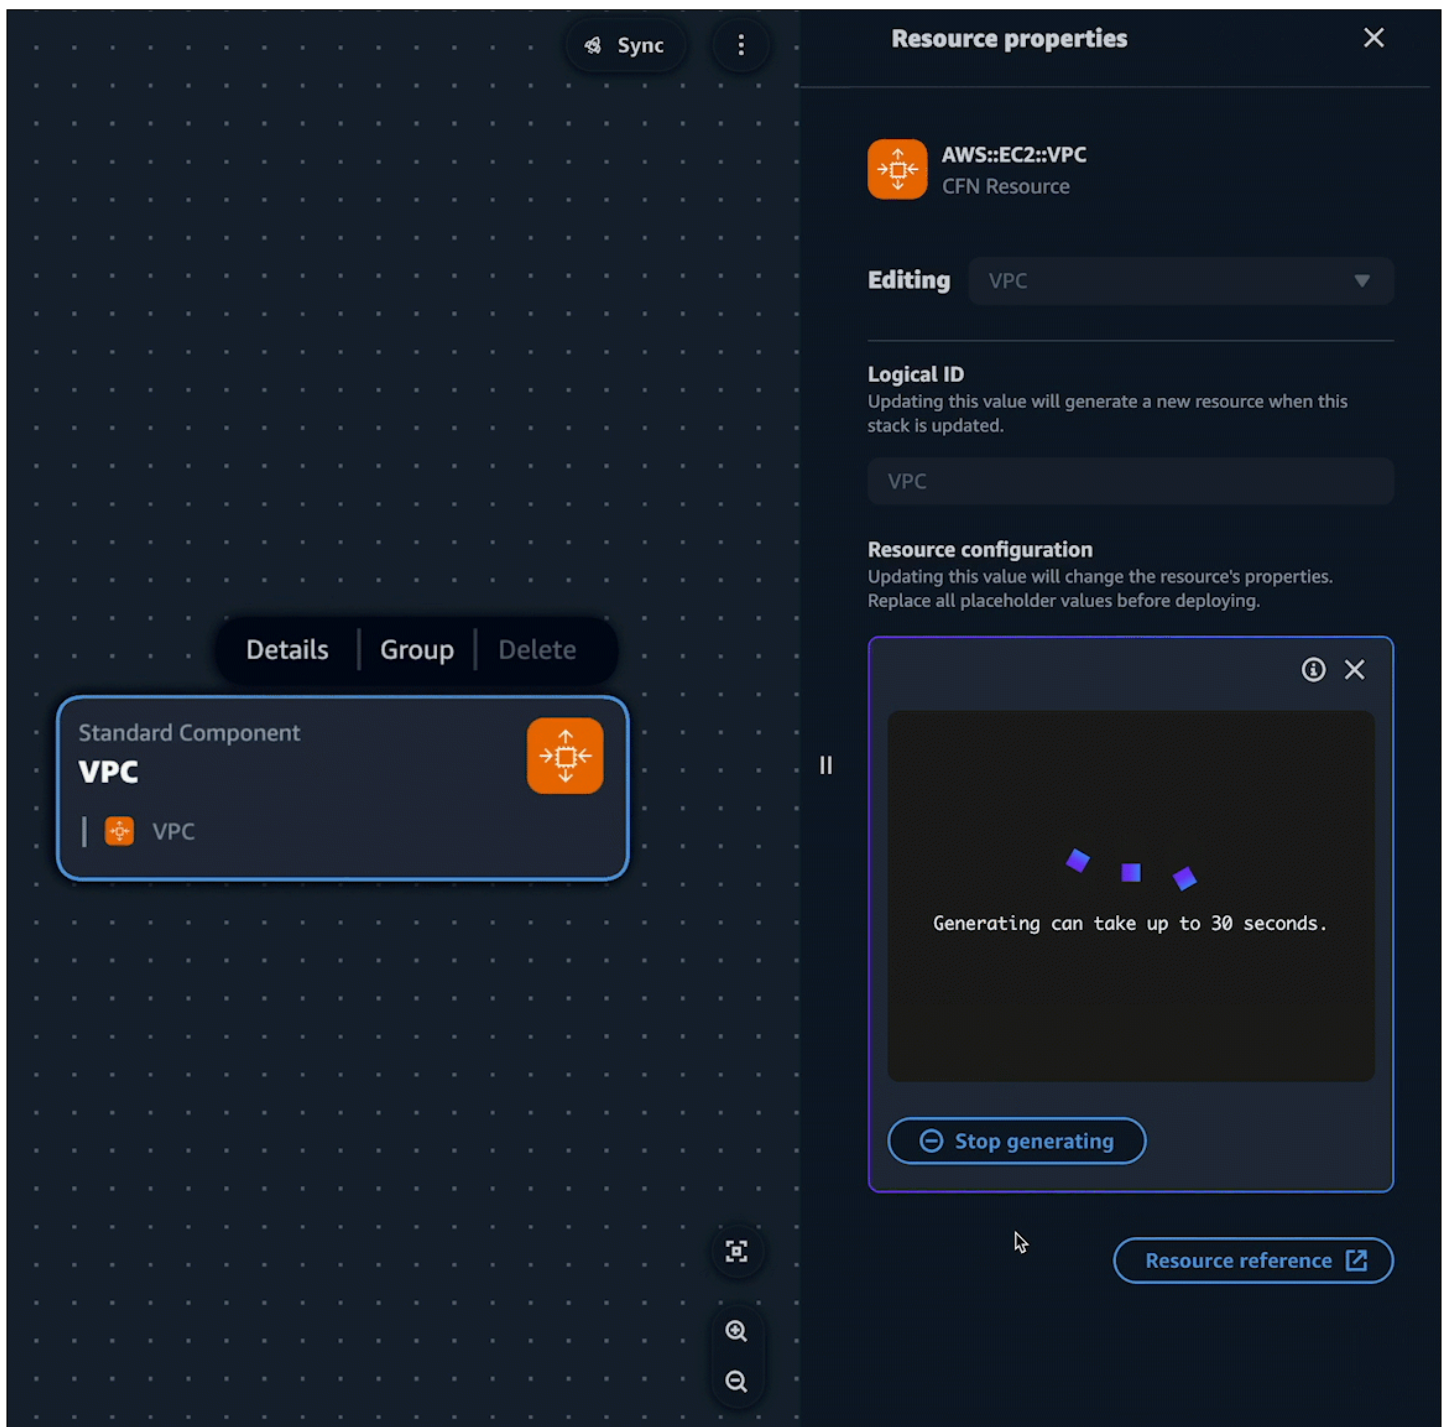 Sync
Resource properties
AWS::EC2::VPC
CFN Resource
Editing
VPC
Logical ID
Updating this value will generate a new resource when this
stack is updated.
VPC
Resource configuration
Updating this value will change the resource's properties.
Replace all placeholder values before deploying.
Details
Group
Delete
Standard Component
VPC
VPC
Generating can take up to 30 seconds.
Stop generating
Resource reference